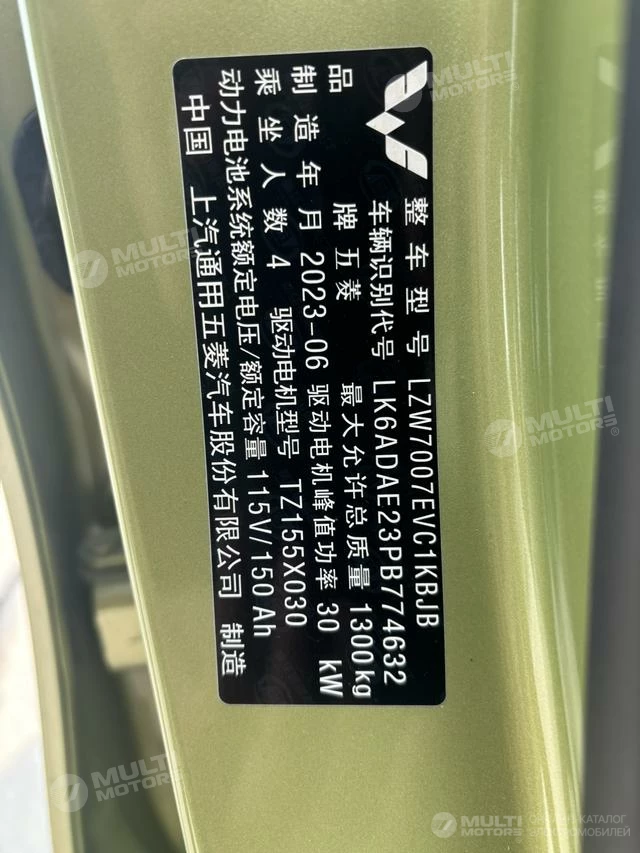 整车型号 LZW7007EVC1KBJB
车辆识别代号 LK6ADAE23PB774632
品牌 五菱 最大允许总质量 1300kg
制造年月 2023-06 驱动电机峰值功率 30 kW
乘坐人数 4 驱动电机型号 TZ155X030
动力电池系统额定电压/额定容量 115V/150Ah
中国 上汽通用五菱汽车股份有限公司 制造
MULTI
MOTORS®
MULTI
MOTORS®
MULTI
MOTORS®
MULTI
MOTORS®
MULTI
MOTORS®
ОНЛАЙН-КАТАЛОГ
ЭЛЕКТРОМОБИЛЕЙ